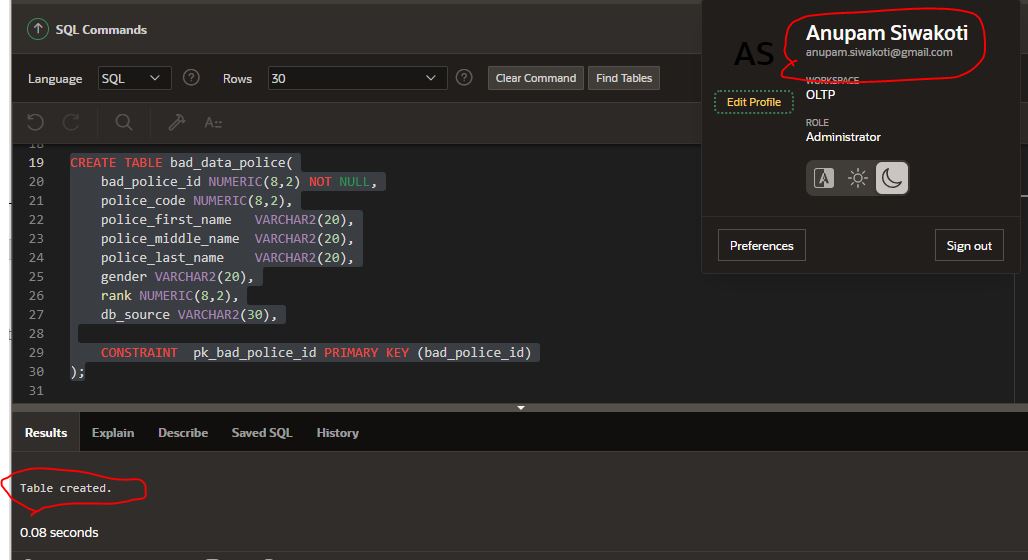 SQL Commands
Anupam Siwakoti
anupam.siwakoti@gmail.com
AS
Edit Profile
WORKSPACE
OLTP
ROLE
Administrator
Preferences
Sign out
Language
SQL
Rows
30
Clear Command
Find Tables
A
18
19 CREATE TABLE bad_data_police(
20 bad_police_id NUMERIC(8,2) NOT NULL,
21 police_code NUMERIC(8,2),
22 police_first_name VARCHAR2(20),
23 police_middle_name VARCHAR2(20),
24 police_last_name VARCHAR2(20),
25 gender VARCHAR2(20),
26 rank NUMERIC(8,2),
27 db_source VARCHAR2(30),
28
29 CONSTRAINT pk_bad_police_id PRIMARY KEY (bad_police_id)
30 );
31
Results Explain Describe Saved SQL History
Table created.
0.08 seconds